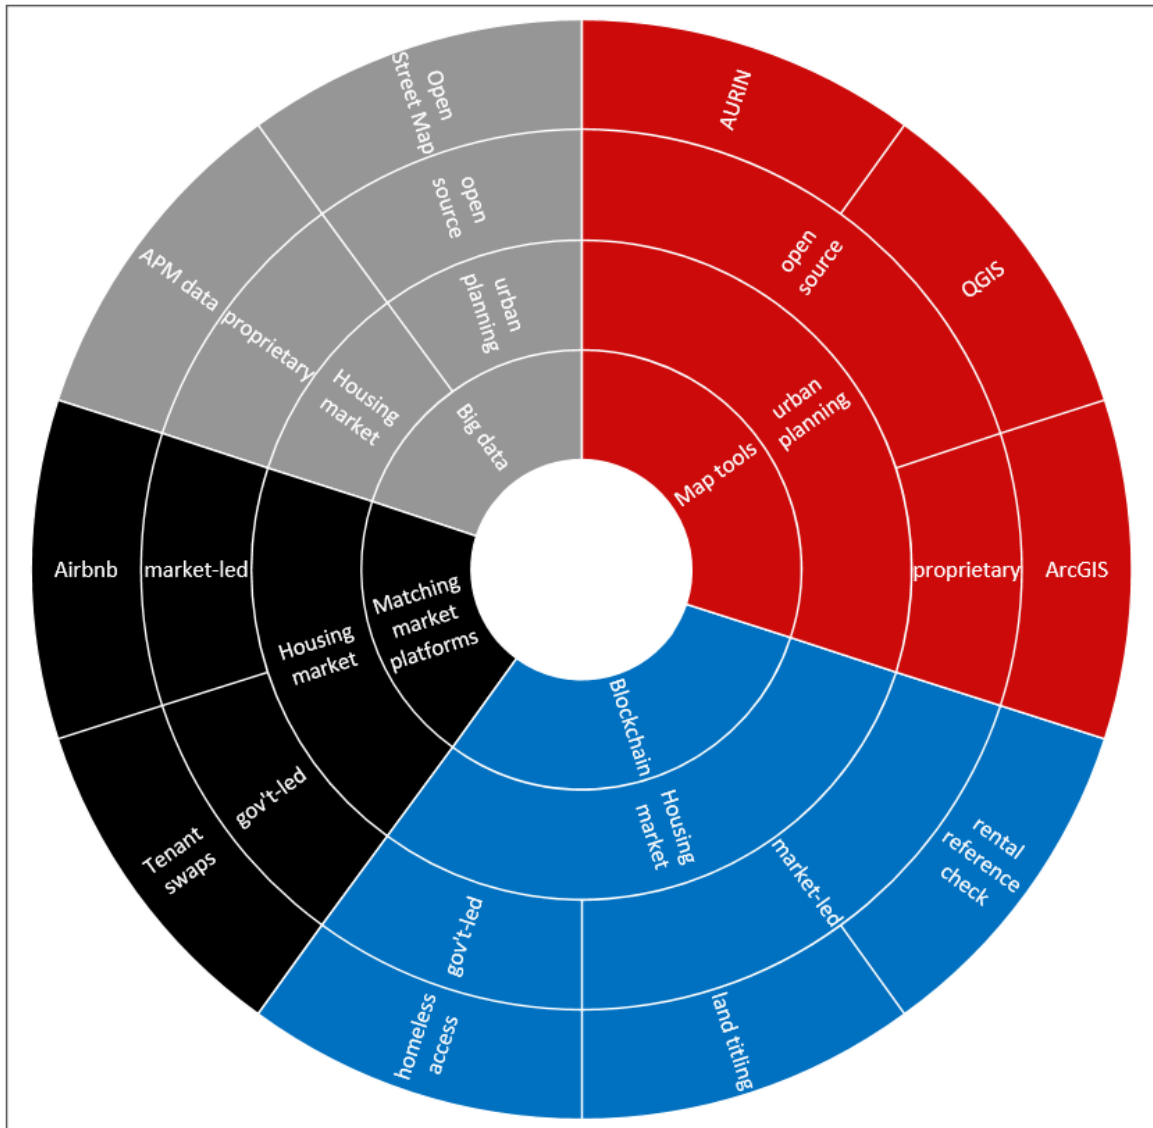 Map tools
urban
planning
open
source
AURIN
QGIS
proprietary
ArcGIS
Blockchain
Housing
market
market-led
rental
reference
check
land titling
gov't-led
homeless
access
Matching
market
platforms
Housing
market
gov't-led
Tenant
swaps
market-led
Airbnb
Big data
Housing
market
proprietary
APM data
urban
planning
open
source
Open
Street Map